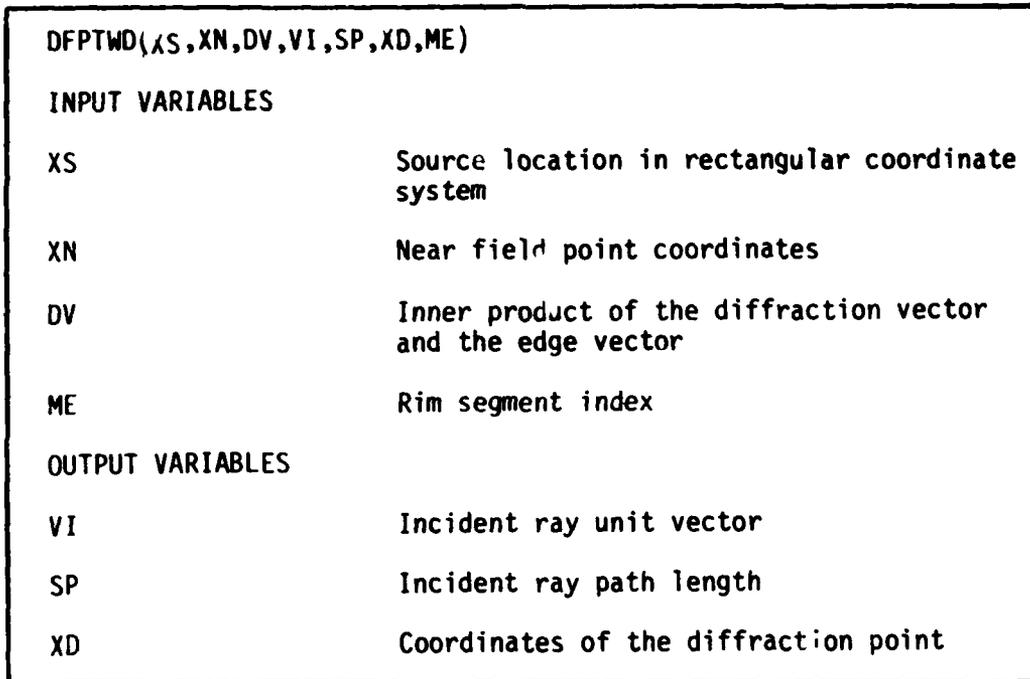 DFPTWD(XS,XN,DV,VI,SP,XD,ME)
INPUT VARIABLES
XS Source location in rectangular coordinate
system
XN Near field point coordinates
DV Inner product of the diffraction vector
and the edge vector
ME Rim segment index
OUTPUT VARIABLES
VI Incident ray unit vector
SP Incident ray path length
XD Coordinates of the diffraction point